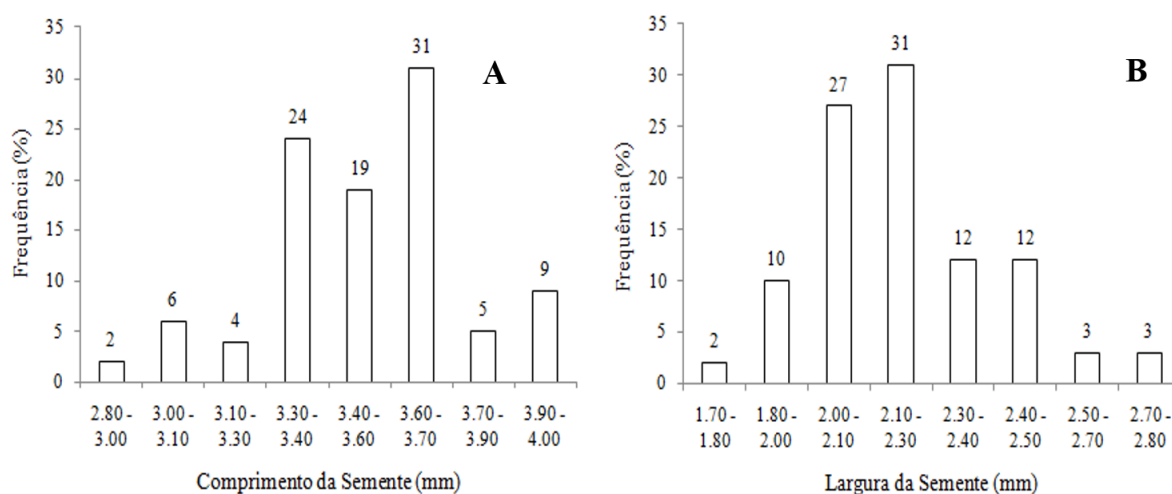 A
Frequência (%)
35
30
25
20
15
10
5
0
2
6
4
24
19
31
5
9
2.80 - 3.00
3.00 - 3.10
3.10 - 3.30
3.30 - 3.40
3.40 - 3.60
3.60 - 3.70
3.70 - 3.90
3.90 - 4.00
Comprimento da Semente (mm)
B
Frequência (%)
35
30
25
20
15
10
5
0
2
10
27
31
12
12
3
3
1.70 - 1.80
1.80 - 2.00
2.00 - 2.10
2.10 - 2.30
2.30 - 2.40
2.40 - 2.50
2.50 - 2.70
2.70 - 2.80
Largura da Semente (mm)